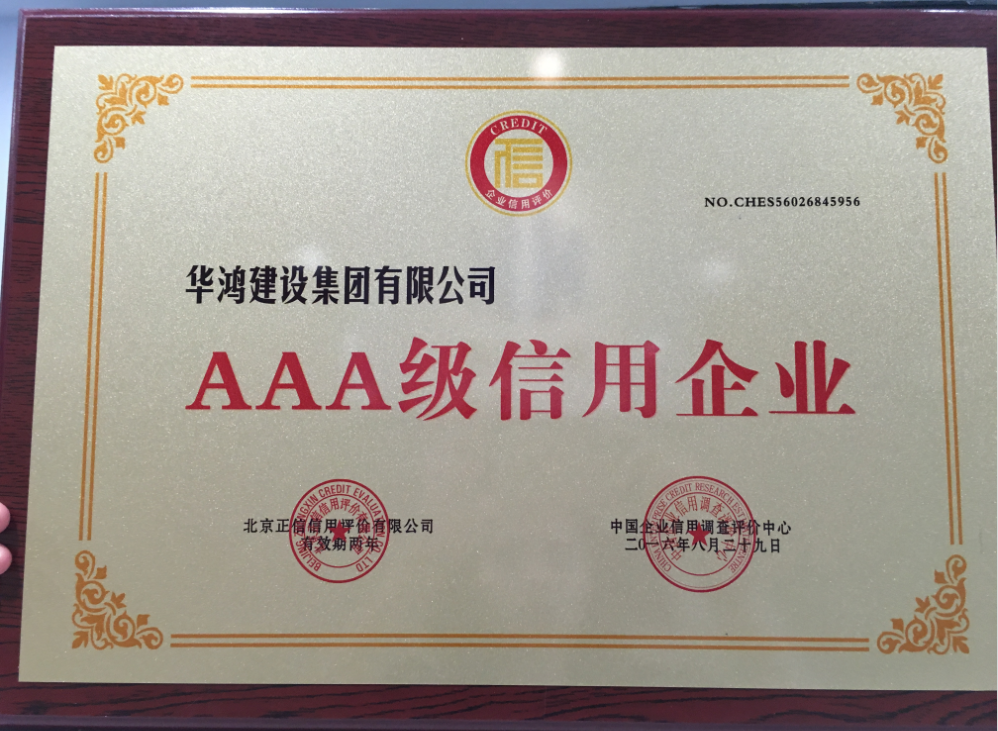 CREDIT
信
企业信用评价
NO.CHES56026845956
华鸿建设集团有限公司
AAA级信用企业
北京正信信用评价有限公司
有效期两年
中国企业信用调查评价中心
二〇一六年八月二十九日